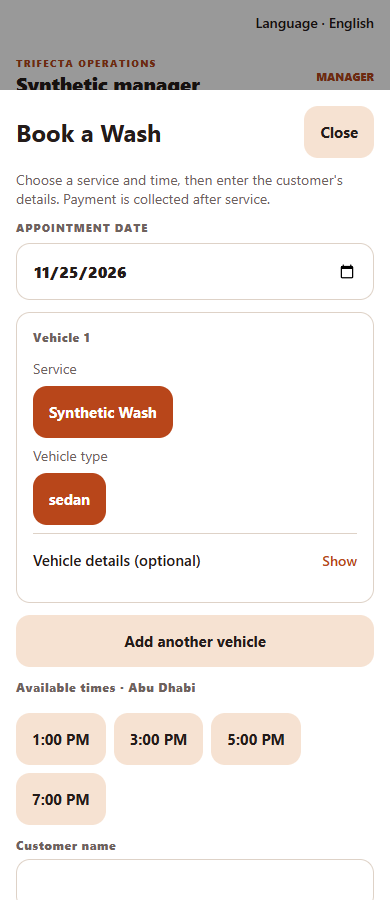 Language · English
TRIFECTA OPERATIONS
Synthetic manager
MANAGER
Book a Wash
Close
Choose a service and time, then enter the customer's
details. Payment is collected after service.
APPOINTMENT DATE
11/25/2026
Vehicle 1
Service
Synthetic Wash
Vehicle type
sedan
Vehicle details (optional)
Show
Add another vehicle
Available times · Abu Dhabi
1:00 PM
3:00 PM
5:00 PM
7:00 PM
Customer name